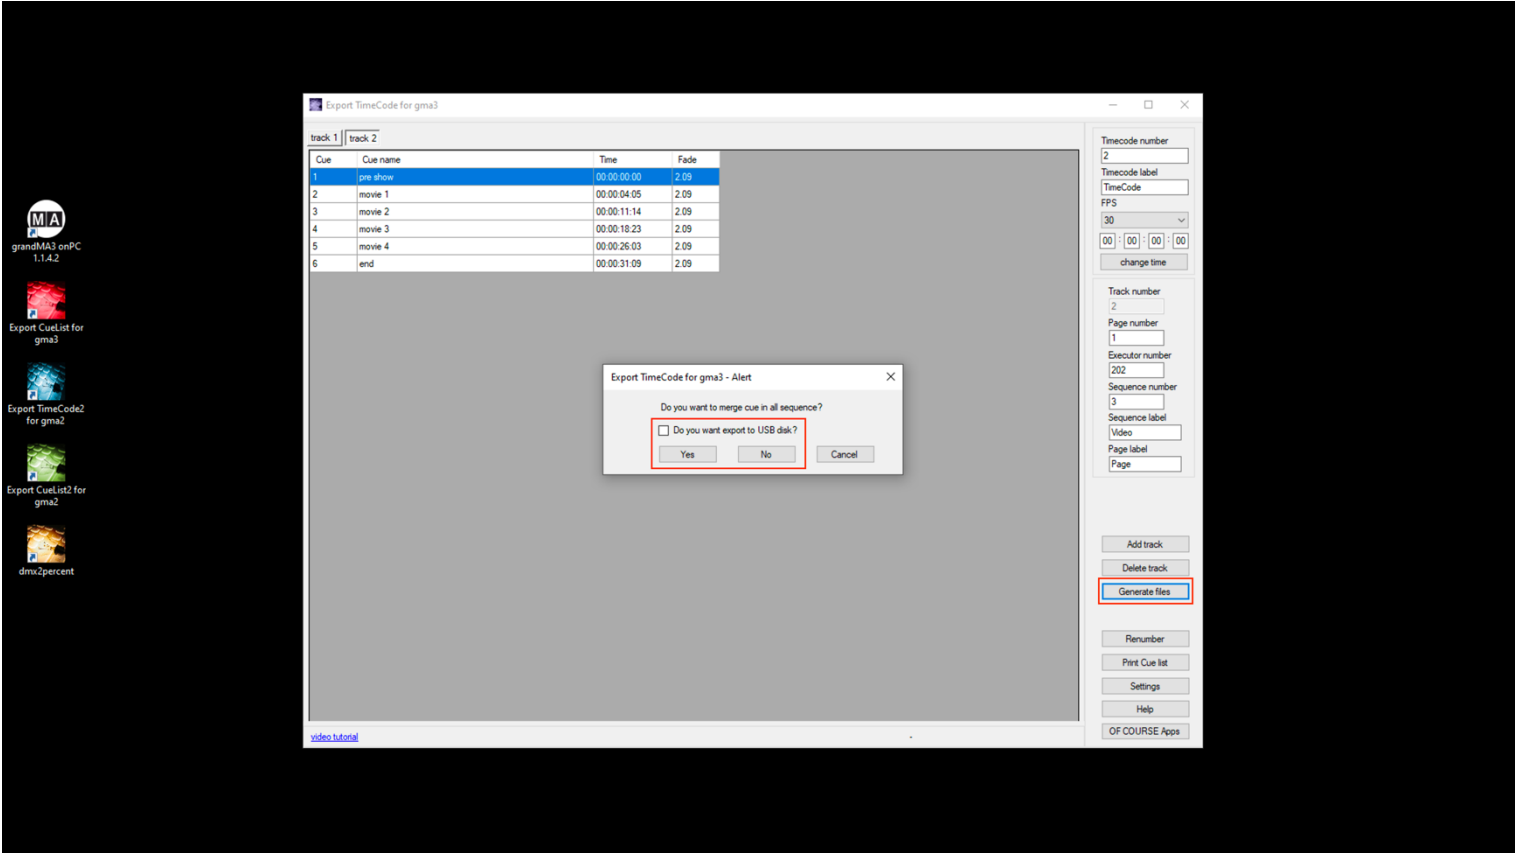 MA
grandMA3 onPC
1.1.4.2
Export CueList for
gma3
Export TimeCode2
for gma2
Export CueList2 for
gma2
dmx2percent
Export TimeCode for gma3
track 1 track 2
Cue Cue name Time Fade
1 pre show 00:00:00:00 2.09
2 movie 1 00:00:04:05 2.09
3 movie 2 00:00:11:14 2.09
4 movie 3 00:00:18:23 2.09
5 movie 4 00:00:26:03 2.09
6 end 00:00:31:09 2.09
Export TimeCode for gma3 - Alert
Do you want to merge cue in all sequence?
Do you want export to USB disk?
Yes No Cancel
Timecode number
2
Timecode label
TimeCode
FPS
30
00 : 00 : 00 : 00
change time
Track number
2
Page number
1
Executor number
202
Sequence number
3
Sequence label
Video
Page label
Page
Add track
Delete track
Generate files
Renumber
Print Cue list
Settings
Help
OF COURSE Apps
video tutorial
-